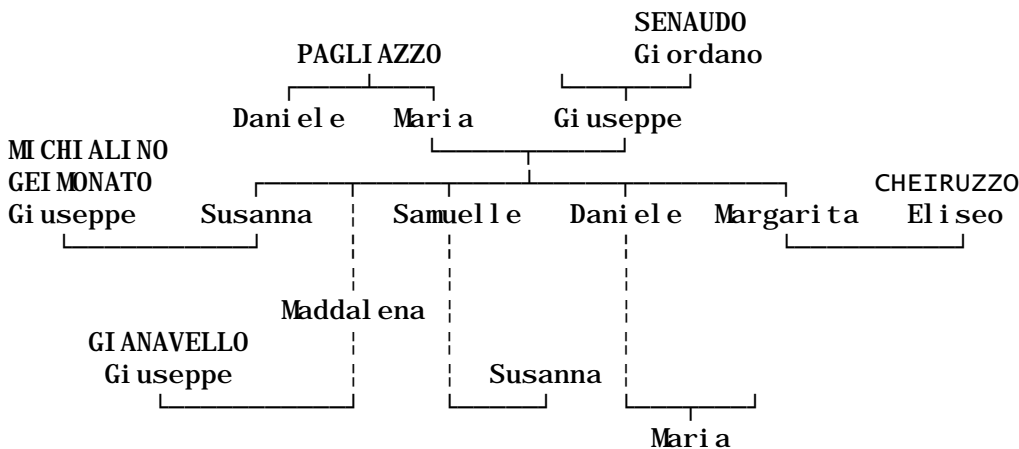 SENAUDO
PAGLIAZZO Giordano
Daniele Maria Giuseppe
MICHIALINO
GEIMONATO CHEIRUZZO
Giuseppe Susanna Samuelle Daniele Margarita Eliseo
Maddalena
GIANAVELLO
Giuseppe Susanna
Maria